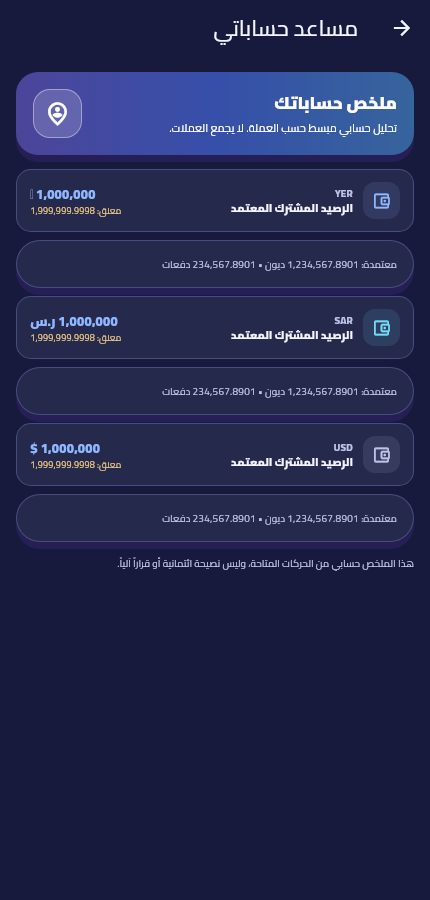 مساعد حساباتي
ملخص حساباتك
تحليل حسابي مبسط حسب العملة. لا يجمع العملات.
YER
الرصيد المشترك المعتمد
1,000,000
معلق: 1,999,999.9998
معتمدة: 1,234,567.8901 ديون • 234,567.8901 دفعات
SAR
الرصيد المشترك المعتمد
1,000,000 ر.س
معلق: 1,999,999.9998
معتمدة: 1,234,567.8901 ديون • 234,567.8901 دفعات
USD
الرصيد المشترك المعتمد
1,000,000 $
معلق: 1,999,999.9998
معتمدة: 1,234,567.8901 ديون • 234,567.8901 دفعات
هذا الملخص حسابي من الحركات المتاحة، وليس نصيحة ائتمانية أو قراراً آلياً.